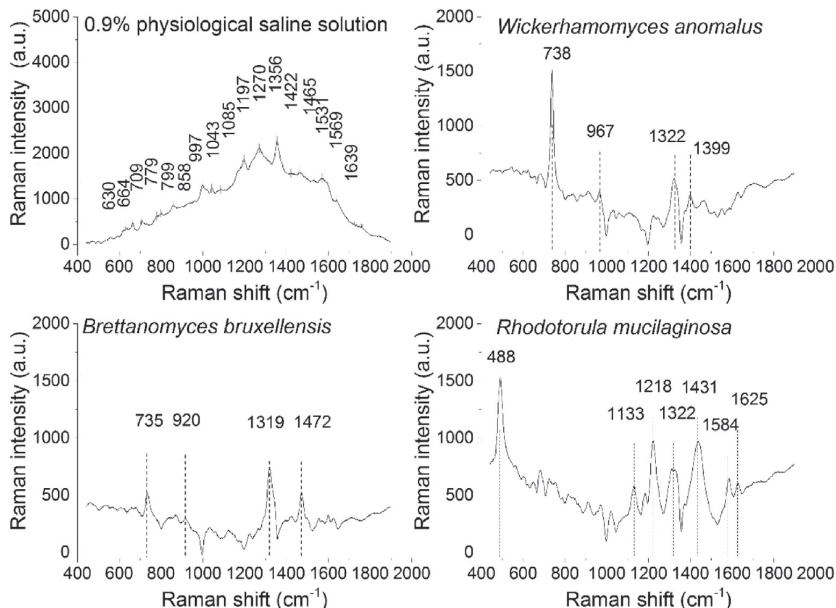 0.9% physiological saline solution
Raman intensity (a.u.)
5000
4000
3000
2000
1000
0
630
664
709
779
799
858
997
1043
1085
1197
1270
1356
1422
1465
1531
1569
1639
400 600 800 1000 1200 1400 1600 1800 2000
Raman shift (cm⁻¹)
Wickerhamomyces anomalus
Raman intensity (a.u.)
2000
1500
1000
500
0
738
967
1322
1399
400 600 800 1000 1200 1400 1600 1800 2000
Raman shift (cm⁻¹)
Brettanomyces bruxellensis
Raman intensity (a.u.)
2000
1500
1000
500
0
735 920 1319 1472
400 600 800 1000 1200 1400 1600 1800 2000
Raman shift (cm⁻¹)
Rhodotorula mucilaginosa
Raman intensity (a.u.)
2000
1500
1000
500
0
488
1133
1218
1322
1431
1584
1625
400 600 800 1000 1200 1400 1600 1800 2000
Raman shift (cm⁻¹)